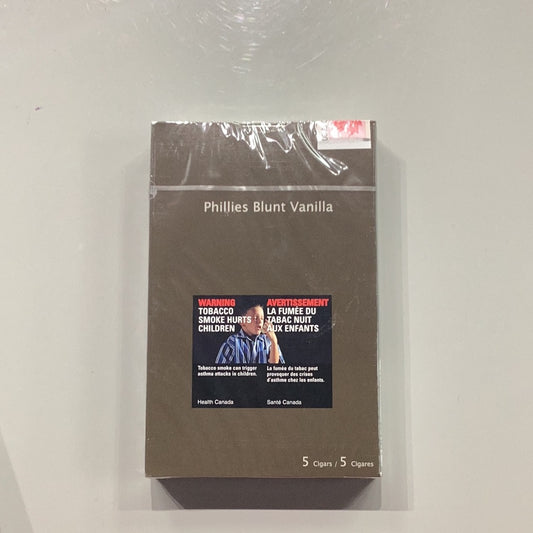 Phillies Blunt Vanilla
WARNING
TOBACCO
SMOKE HURTS
CHILDREN
Tobacco smoke can trigger
asthma attacks in children.
Health Canada
AVERTISSEMENT
LA FUMÉE DU
TABAC NUIT
AUX ENFANTS
La fumée du tabac peut
provoquer des crises
d'asthme chez les enfants.
Santé Canada
5 Cigars / 5 Cigares